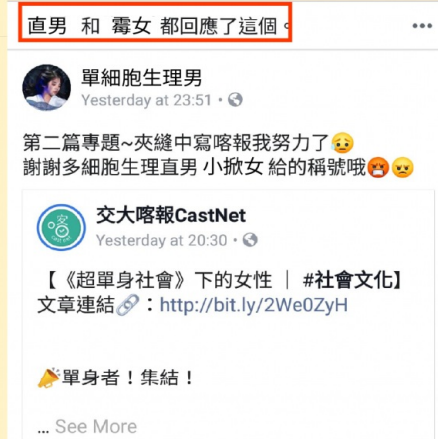 直男 和 霉女 都回應了這個。
單細胞生理男
Yesterday at 23:51 ·
第二篇專題~夾縫中寫喀報我努力了😥
謝謝多細胞生理直男 小掀女 給的稱號哦😡😠
喀
cast net
交大喀報CastNet
Yesterday at 20:30 ·
【《超單身社會》下的女性 ｜ #社會文化】
文章連結🔗：http://bit.ly/2We0ZyH
📣單身者！集結！
... See More